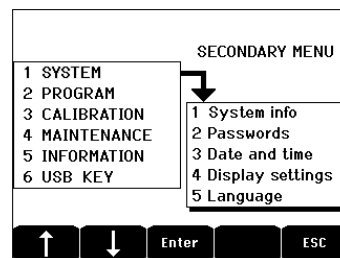 SECONDARY MENU
1 SYSTEM
2 PROGRAM
3 CALIBRATION
4 MAINTENANCE
5 INFORMATION
6 USB KEY
1 System info
2 Passwords
3 Date and time
4 Display settings
5 Language
↑ ↓ Enter ESC